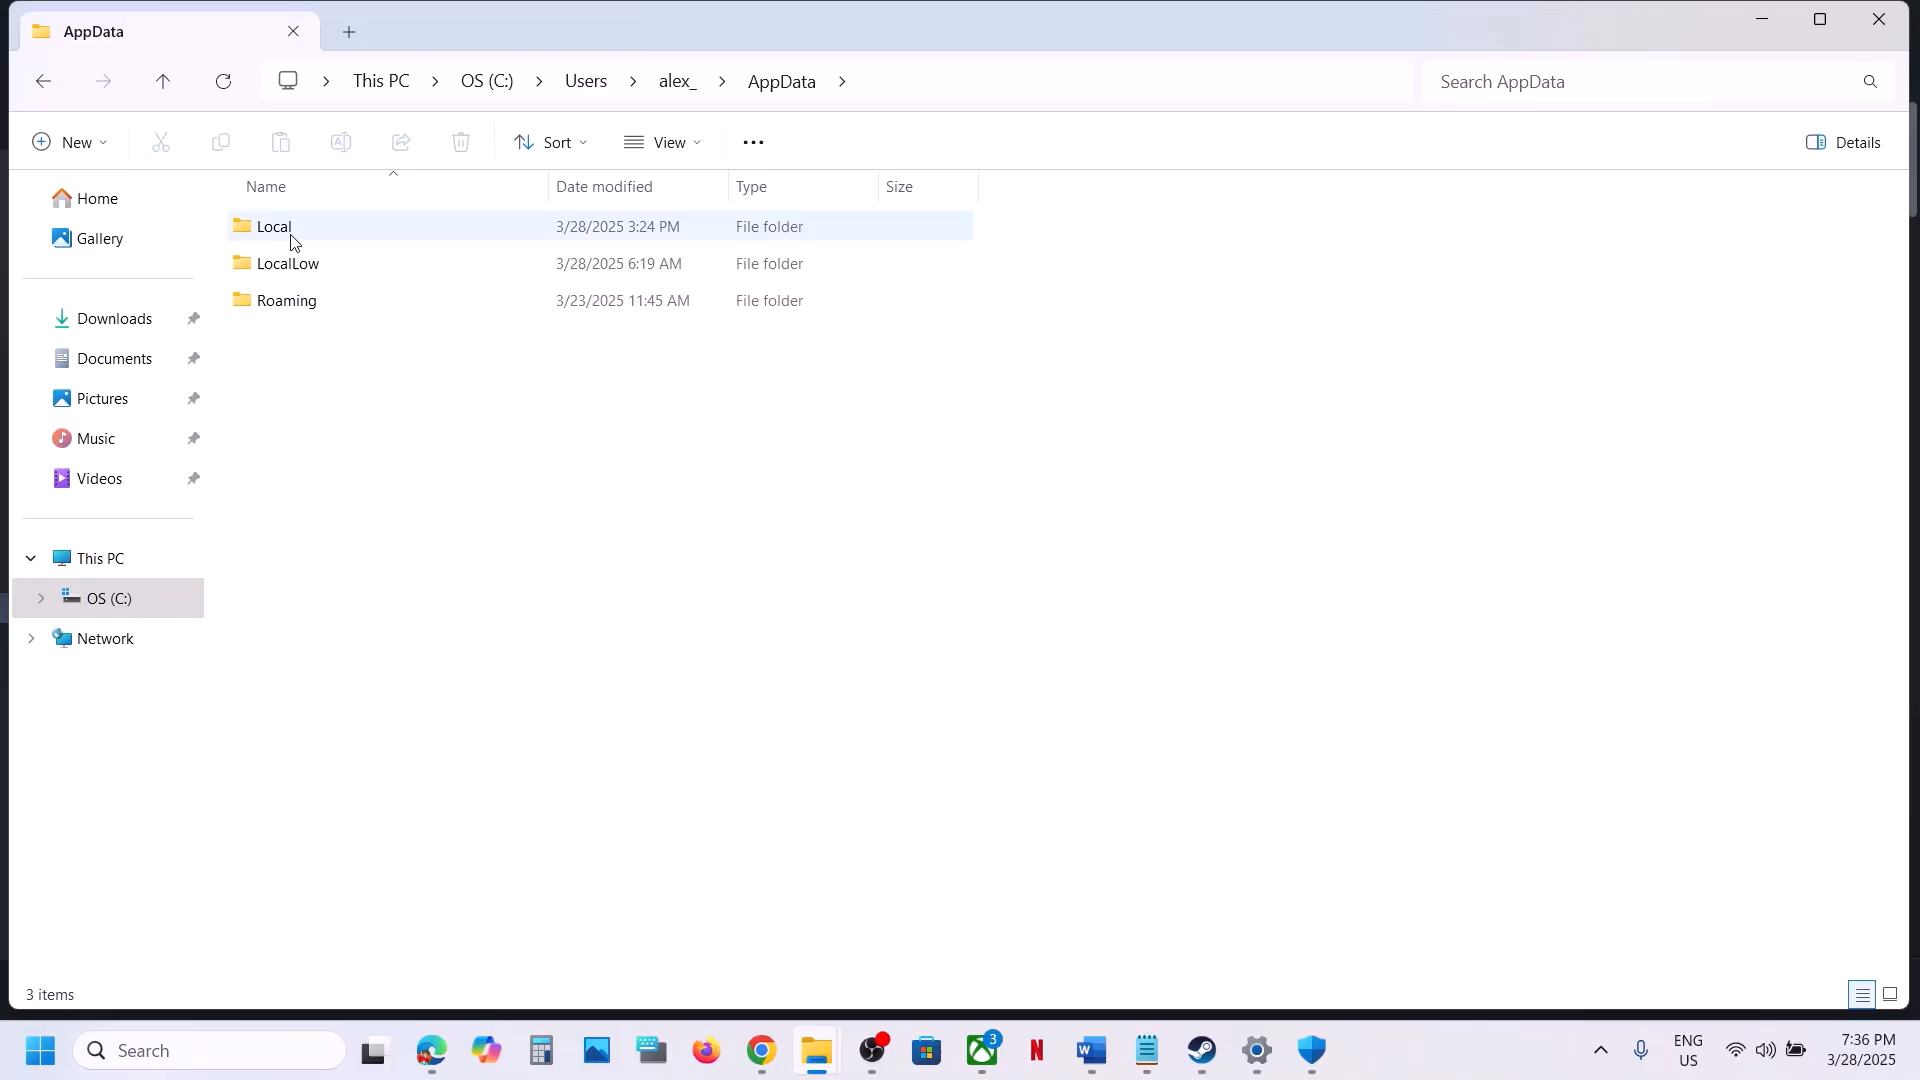 AppData
This PC
OS (C:)
Users
alex_
AppData
Search AppData
New
Sort
View
Details
Name
Date modified
Type
Size
Home
Gallery
Downloads
Documents
Pictures
Music
Videos
This PC
OS (C:)
Network
Local 3/28/2025 3:24 PM File folder
LocalLow 3/28/2025 6:19 AM File folder
Roaming 3/23/2025 11:45 AM File folder
3 items
Search
3
N
W
ENG
US
7:36 PM
3/28/2025